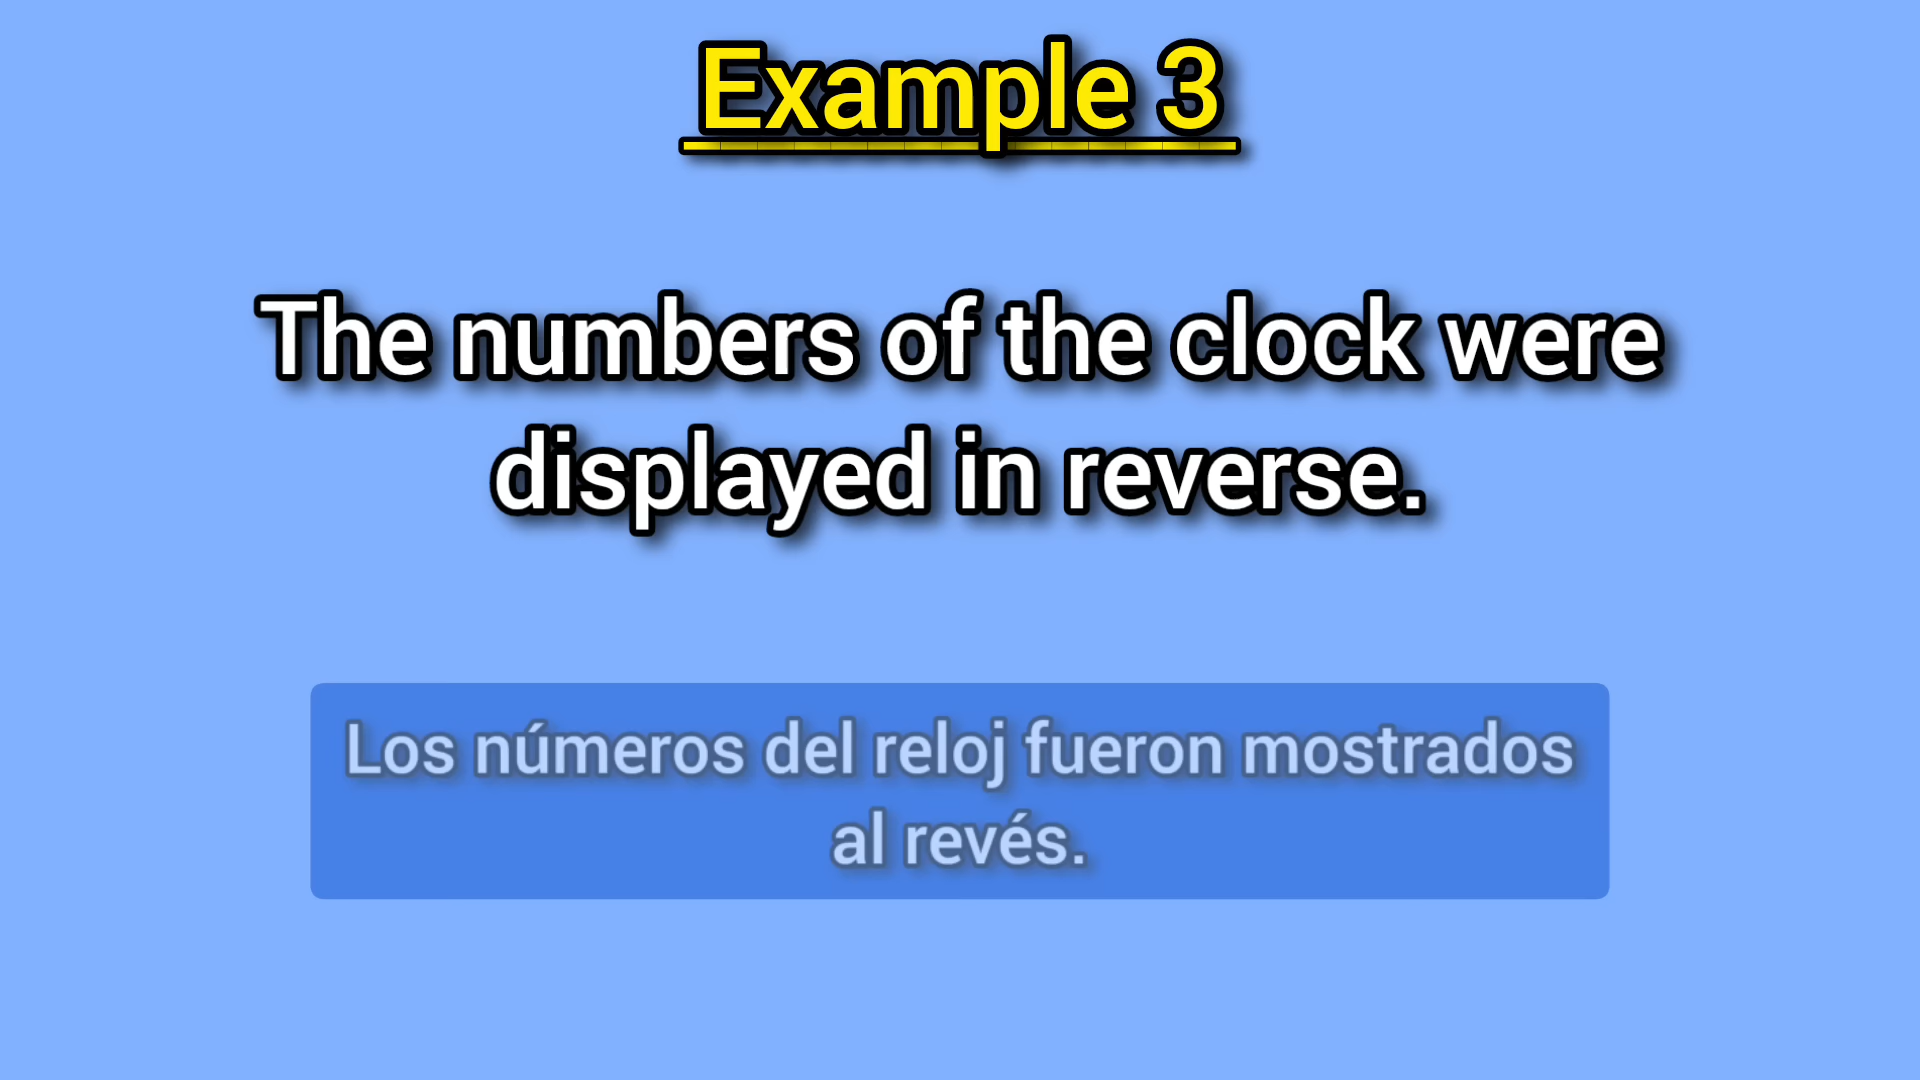 Example 3
The numbers of the clock were
displayed in reverse.
Los números del reloj fueron mostrados
al revés.